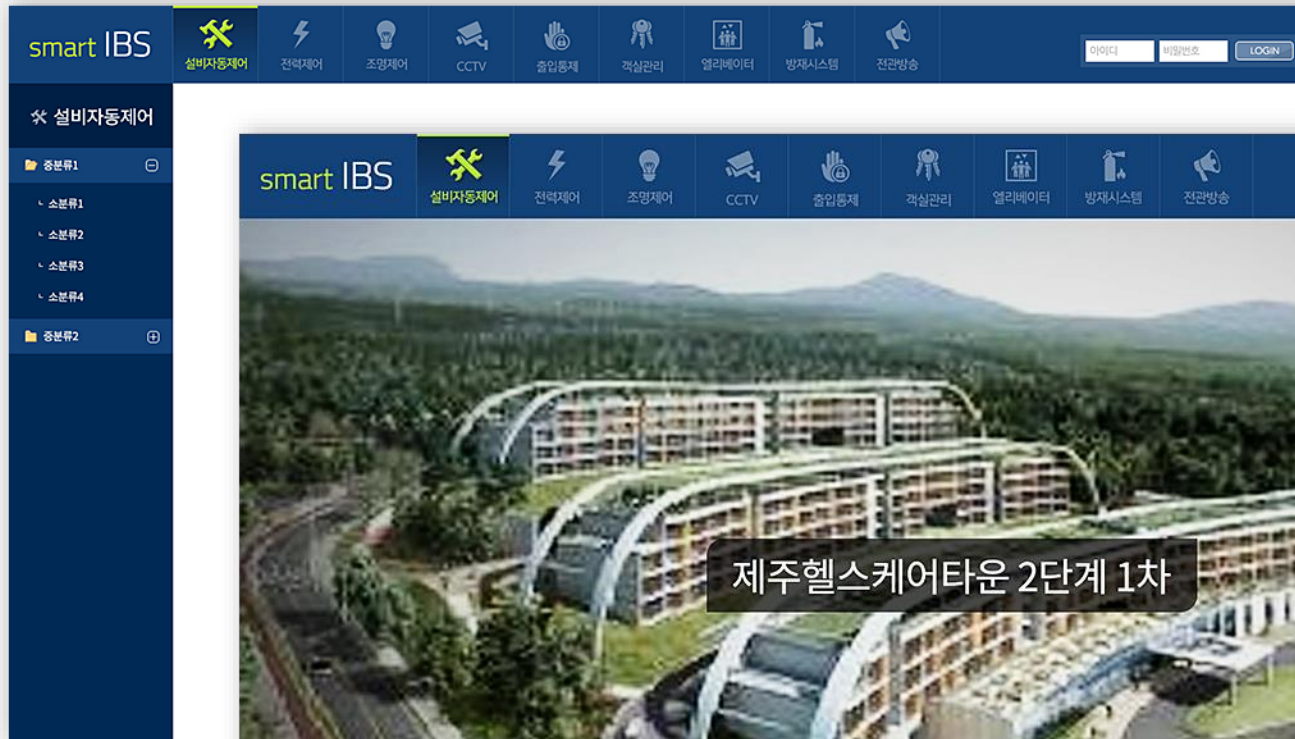 smart IBS
설비자동제어
전력제어
조명제어
CCTV
출입통제
객실관리
엘리베이터
방재시스템
전관방송
아이디
비밀번호
LOGIN
설비자동제어
중분류1
소분류1
소분류2
소분류3
소분류4
중분류2
smart IBS
설비자동제어
전력제어
조명제어
CCTV
출입통제
객실관리
엘리베이터
방재시스템
전관방송
제주헬스케어타운 2단계 1차